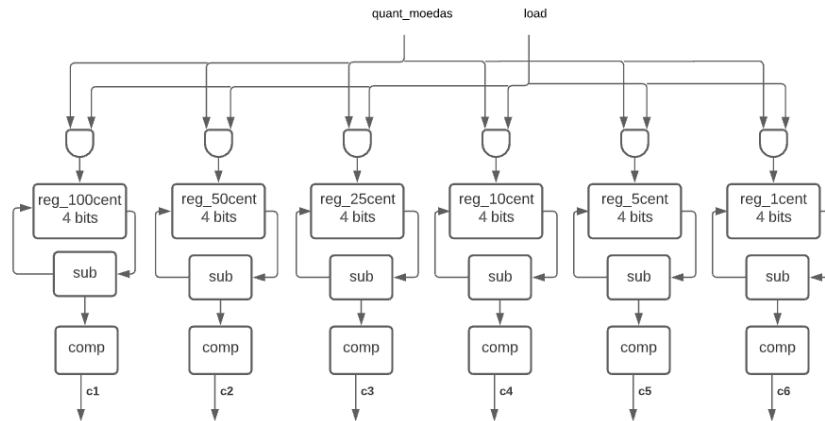 quant_moedas load
reg_100cent reg_50cent reg_25cent reg_10cent reg_5cent reg_1cent
4 bits 4 bits 4 bits 4 bits 4 bits 4 bits
sub sub sub sub sub sub
comp comp comp comp comp comp
c1 c2 c3 c4 c5 c6